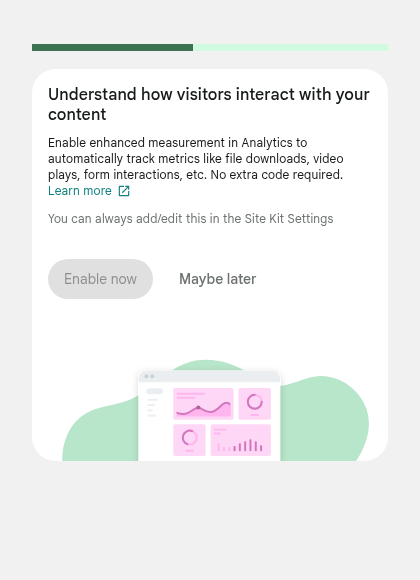 Understand how visitors interact with your
content
Enable enhanced measurement in Analytics to
automatically track metrics like file downloads, video
plays, form interactions, etc. No extra code required.
Learn more
You can always add/edit this in the Site Kit Settings
Enable now
Maybe later